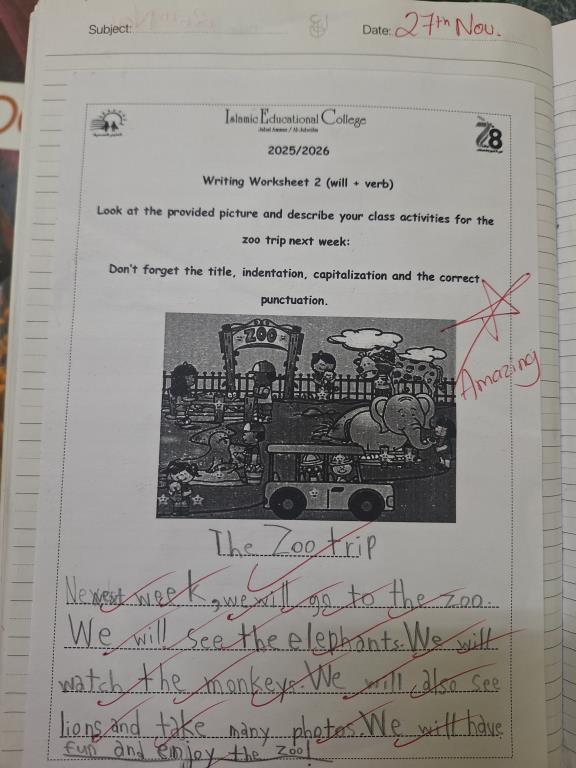 Subject:
Date: 27th Nov.
Islamic Educational College
Jabal Amman / Al-Jubeiha
2025/2026
Writing Worksheet 2 (will + verb)
Look at the provided picture and describe your class activities for the
zoo trip next week:
Don't forget the title, indentation, capitalization and the correct
punctuation.
Amazing
ZOO
The Zoo trip
Next week, we will go to the zoo.
We will see the elephants. We will
watch the monkeys. We will also see
lions and take many photos. We will have
fun and enjoy the zoo!